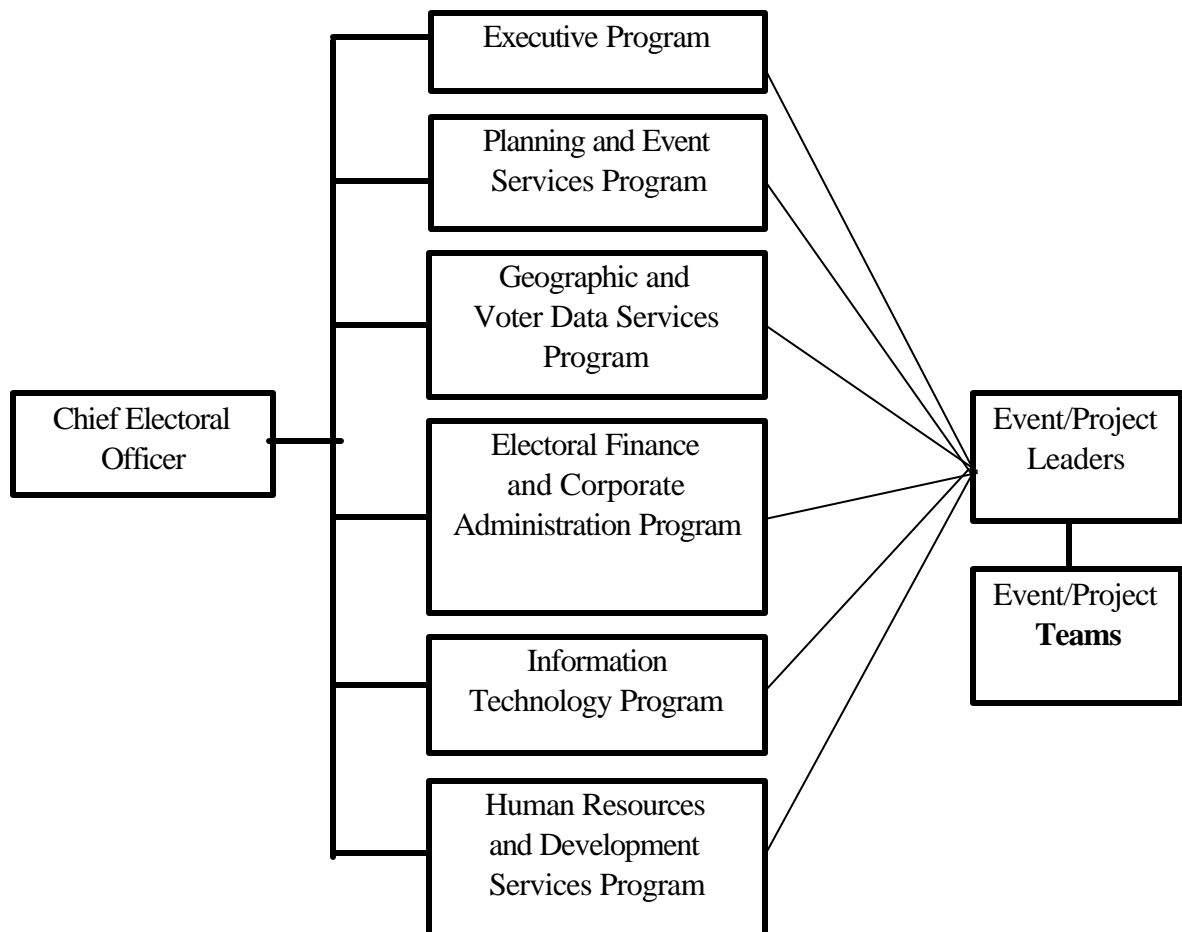 Executive Program
Planning and Event
Services Program
Geographic and
Voter Data Services
Program
Chief Electoral
Officer
Electoral Finance
and Corporate
Administration Program
Event/Project
Leaders
Event/Project
Teams
Information
Technology Program
Human Resources
and Development
Services Program